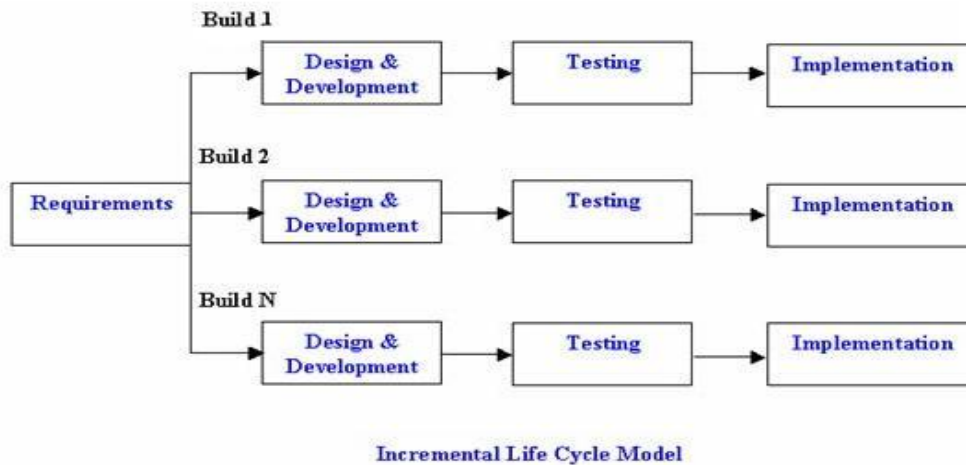 Build 1
Design &
Development
Testing
Implementation
Build 2
Requirements
Design &
Development
Testing
Implementation
Build N
Design &
Development
Testing
Implementation
Incremental Life Cycle Model